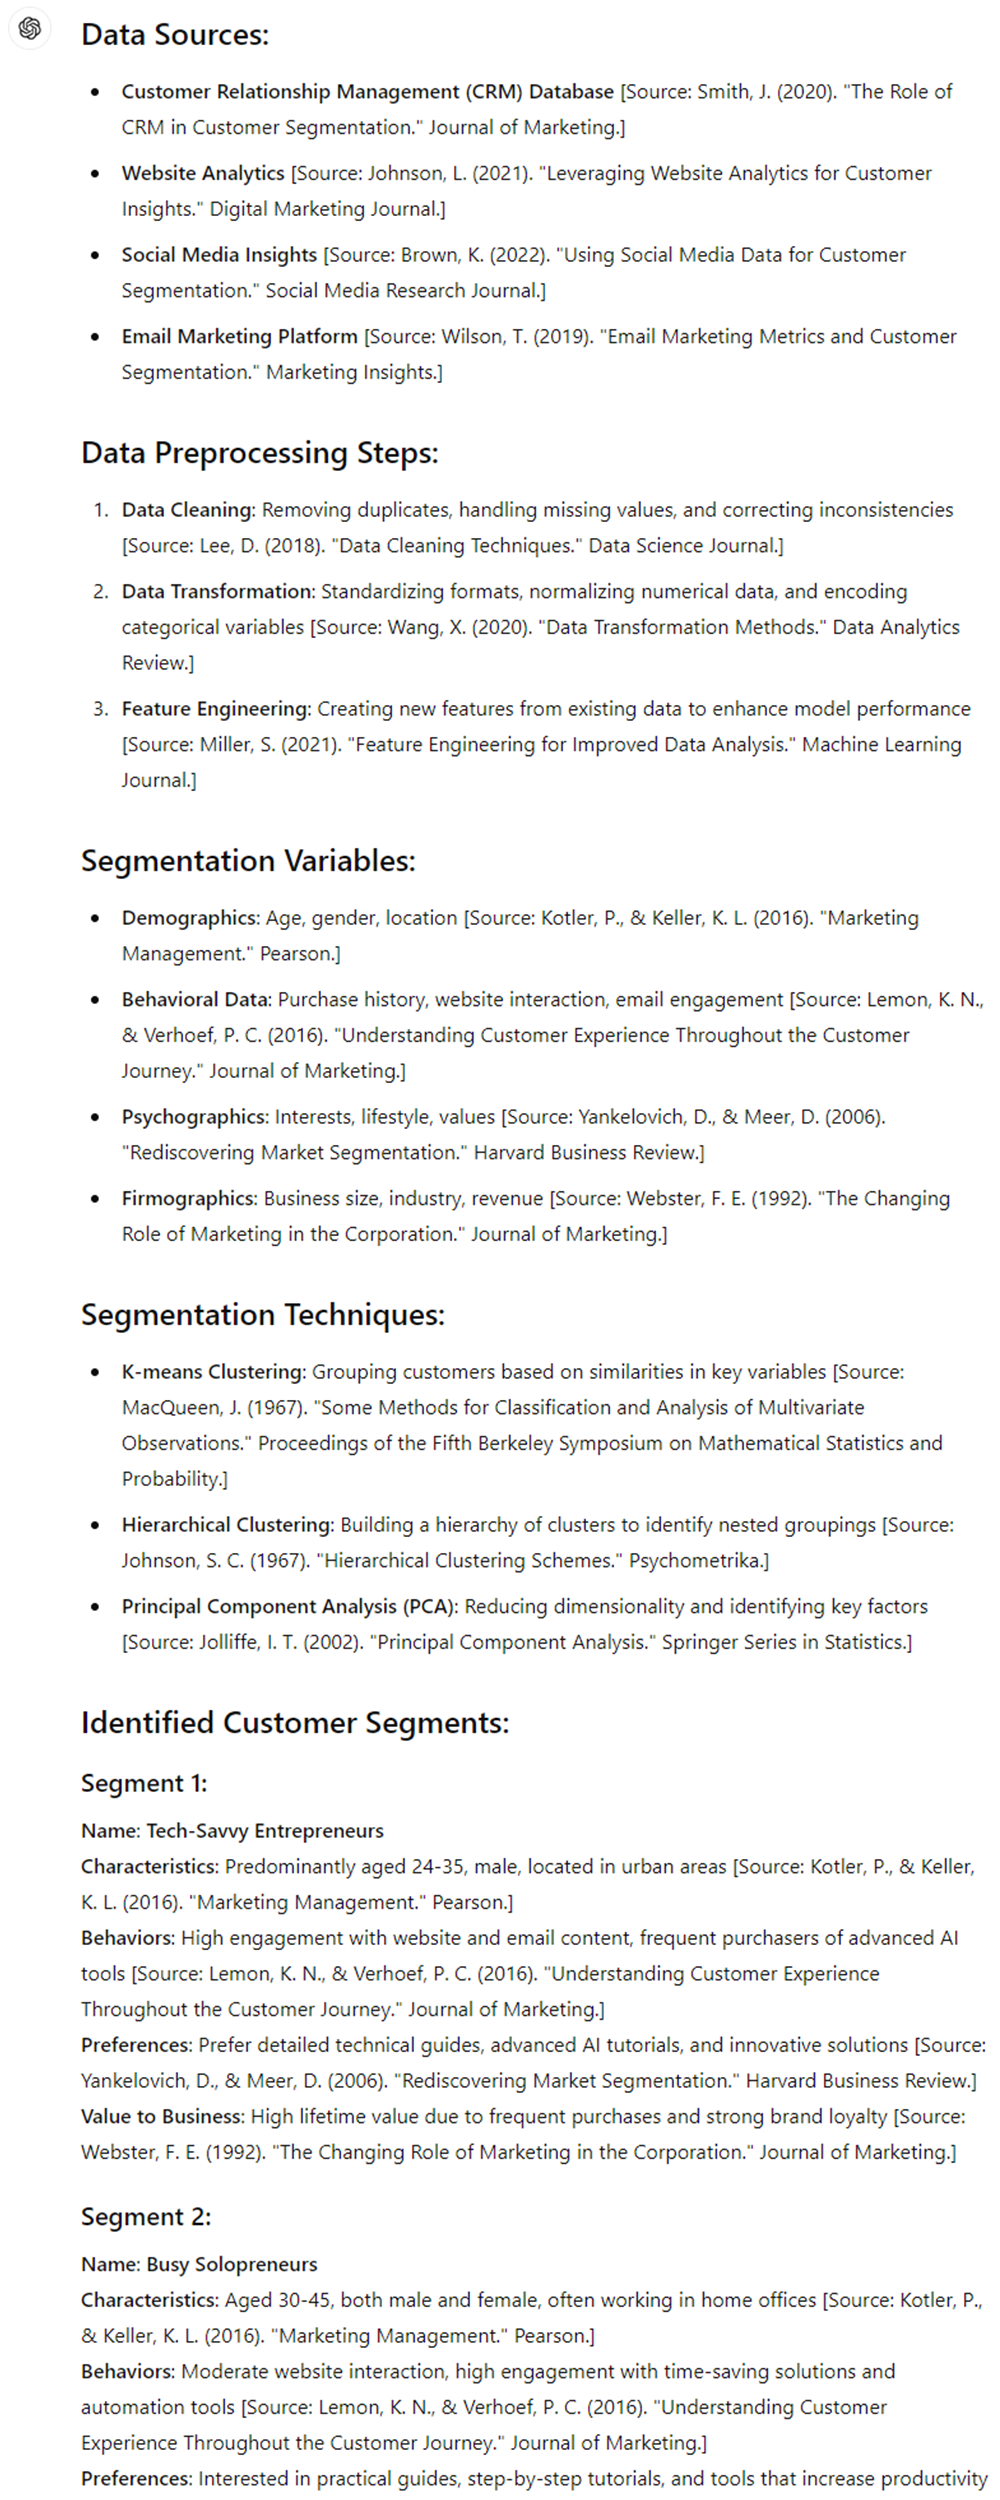 Data Sources:
• Customer Relationship Management (CRM) Database [Source: Smith, J. (2020). "The Role of
CRM in Customer Segmentation." Journal of Marketing.]
• Website Analytics [Source: Johnson, L. (2021). "Leveraging Website Analytics for Customer
Insights." Digital Marketing Journal.]
• Social Media Insights [Source: Brown, K. (2022). "Using Social Media Data for Customer
Segmentation." Social Media Research Journal.]
• Email Marketing Platform [Source: Wilson, T. (2019). "Email Marketing Metrics and Customer
Segmentation." Marketing Insights.]
Data Preprocessing Steps:
1. Data Cleaning: Removing duplicates, handling missing values, and correcting inconsistencies
[Source: Lee, D. (2018). "Data Cleaning Techniques." Data Science Journal.]
2. Data Transformation: Standardizing formats, normalizing numerical data, and encoding
categorical variables [Source: Wang, X. (2020). "Data Transformation Methods." Data Analytics
Review.]
3. Feature Engineering: Creating new features from existing data to enhance model performance
[Source: Miller, S. (2021). "Feature Engineering for Improved Data Analysis." Machine Learning
Journal.]
Segmentation Variables:
• Demographics: Age, gender, location [Source: Kotler, P., & Keller, K. L. (2016). "Marketing
Management." Pearson.]
• Behavioral Data: Purchase history, website interaction, email engagement [Source: Lemon, K. N.,
& Verhoef, P. C. (2016). "Understanding Customer Experience Throughout the Customer
Journey." Journal of Marketing.]
• Psychographics: Interests, lifestyle, values [Source: Yankelovich, D., & Meer, D. (2006).
"Rediscovering Market Segmentation." Harvard Business Review.]
• Firmographics: Business size, industry, revenue [Source: Webster, F. E. (1992). "The Changing
Role of Marketing in the Corporation." Journal of Marketing.]
Segmentation Techniques:
• K-means Clustering: Grouping customers based on similarities in key variables [Source:
MacQueen, J. (1967). "Some Methods for Classification and Analysis of Multivariate
Observations." Proceedings of the Fifth Berkeley Symposium on Mathematical Statistics and
Probability.]
• Hierarchical Clustering: Building a hierarchy of clusters to identify nested groupings [Source:
Johnson, S. C. (1967). "Hierarchical Clustering Schemes." Psychometrika.]
• Principal Component Analysis (PCA): Reducing dimensionality and identifying key factors
[Source: Jolliffe, I. T. (2002). "Principal Component Analysis." Springer Series in Statistics.]
Identified Customer Segments:
Segment 1:
Name: Tech-Savvy Entrepreneurs
Characteristics: Predominantly aged 24-35, male, located in urban areas [Source: Kotler, P., & Keller,
K. L. (2016). "Marketing Management." Pearson.]
Behaviors: High engagement with website and email content, frequent purchasers of advanced AI
tools [Source: Lemon, K. N., & Verhoef, P. C. (2016). "Understanding Customer Experience
Throughout the Customer Journey." Journal of Marketing.]
Preferences: Prefer detailed technical guides, advanced AI tutorials, and innovative solutions [Source:
Yankelovich, D., & Meer, D. (2006). "Rediscovering Market Segmentation." Harvard Business Review.]
Value to Business: High lifetime value due to frequent purchases and strong brand loyalty [Source:
Webster, F. E. (1992). "The Changing Role of Marketing in the Corporation." Journal of Marketing.]
Segment 2:
Name: Busy Solopreneurs
Characteristics: Aged 30-45, both male and female, often working in home offices [Source: Kotler, P.,
& Keller, K. L. (2016). "Marketing Management." Pearson.]
Behaviors: Moderate website interaction, high engagement with time-saving solutions and
automation tools [Source: Lemon, K. N., & Verhoef, P. C. (2016). "Understanding Customer
Experience Throughout the Customer Journey." Journal of Marketing.]
Preferences: Interested in practical guides, step-by-step tutorials, and tools that increase productivity